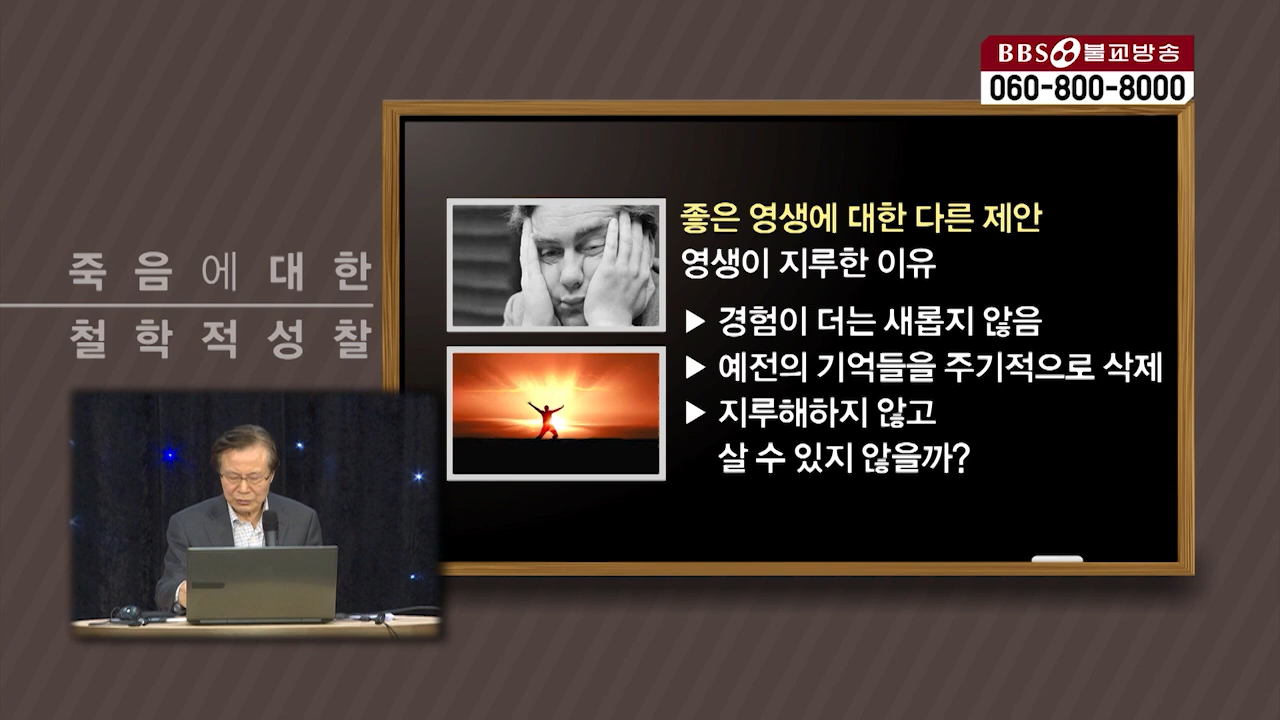 BBS 불교방송
060-800-8000
죽음에대한
철학적성찰
좋은 영생에 대한 다른 제안
영생이 지루한 이유
▶ 경험이 더는 새롭지 않음
▶ 예전의 기억들을 주기적으로 삭제
▶ 지루해하지 않고
살 수 있지 않을까?